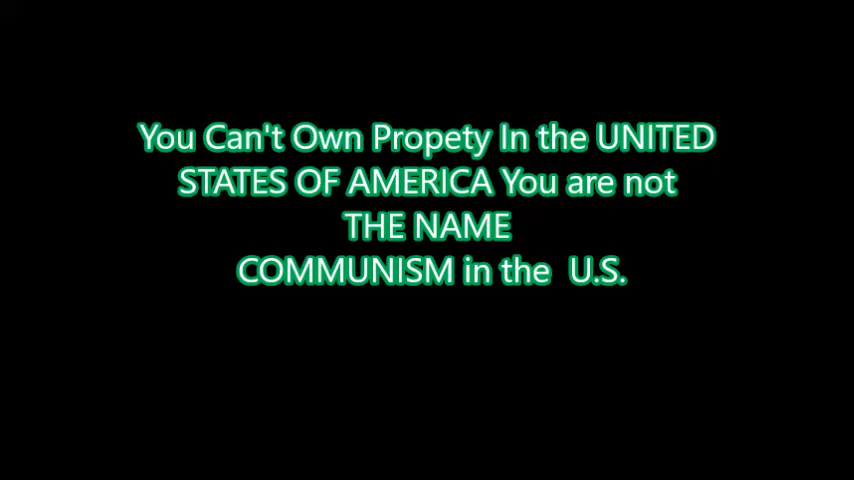 You Can't Own Propety In the UNITED
STATES OF AMERICA You are not
THE NAME
COMMUNISM in the  U.S.